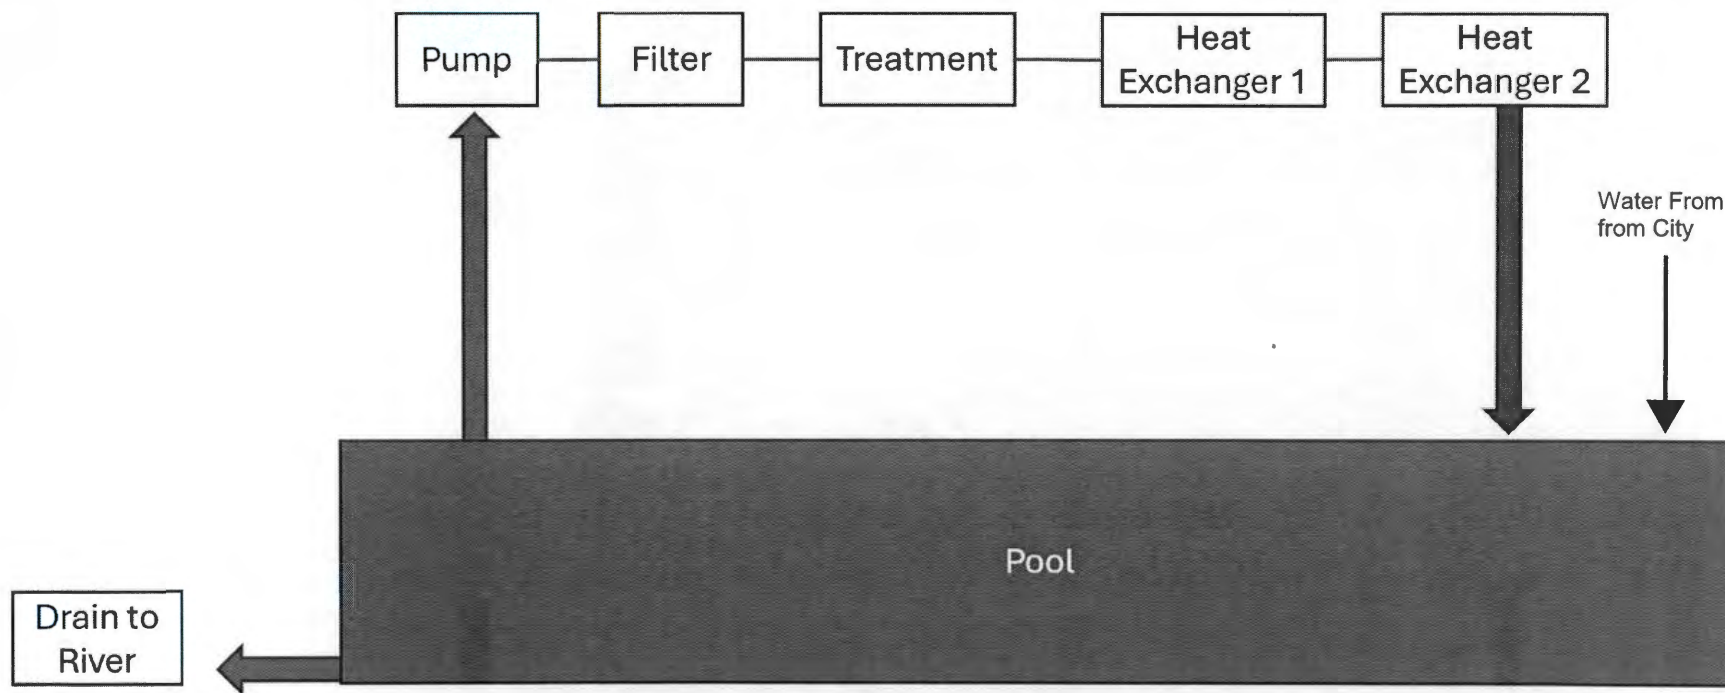 Pump
Filter
Treatment
Heat
Exchanger 1
Heat
Exchanger 2
Water From
from City
Pool
Drain to
River